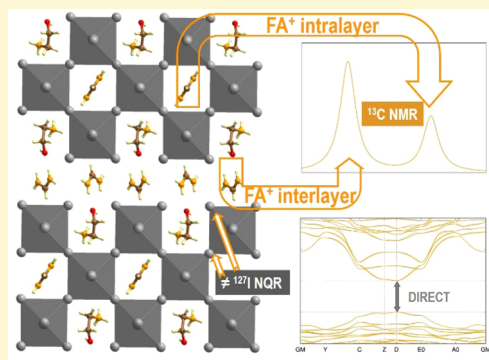 FA⁺ intralayer
¹³C NMR
FA⁺ interlayer
≠ ¹²⁷I NQR
DIRECT
GM Y C Z D E0 A0 GM